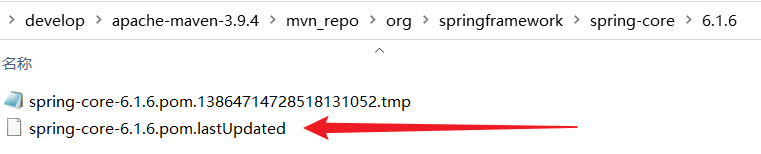 develop > apache-maven-3.9.4 > mvn_repo > org > springframework > spring-core > 6.1.6
名称
spring-core-6.1.6.pom.13864714728518131052.tmp
spring-core-6.1.6.pom.lastUpdated